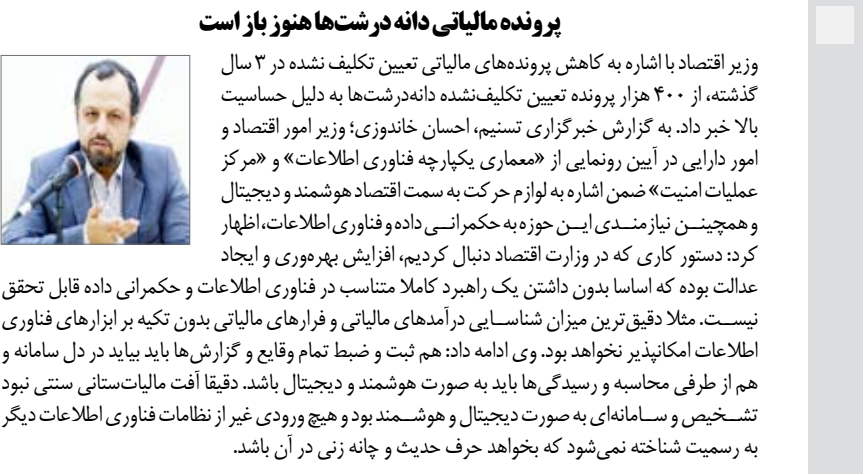 پرونده مالیاتی دانه درشت‌ها هنوز باز است
وزیر اقتصاد با اشاره به کاهش پرونده‌های مالیاتی تعیین تکلیف نشده در ۳ سال
گذشته، از ۴۰۰ هزار پرونده تعیین تکلیف‌نشده دانه‌درشت‌ها به دلیل حساسیت
بالا خبر داد. به گزارش خبرگزاری تسنیم، احسان خاندوزی؛ وزیر امور اقتصاد و
امور دارایی در آیین رونمایی از «معماری یکپارچه فناوری اطلاعات» و «مرکز
عملیات امنیت» ضمن اشاره به لوازم حرکت به سمت اقتصاد هوشمند و دیجیتال
و همچنین نیازمندی این حوزه به حکمرانی داده و فناوری اطلاعات، اظهار
کرد: دستور کاری که در وزارت اقتصاد دنبال کردیم، افزایش بهره‌وری و ایجاد
عدالت بوده که اساسا بدون داشتن یک راهبرد کاملا متناسب در فناوری اطلاعات و حکمرانی داده قابل تحقق
نیست. مثلا دقیق‌ترین میزان شناسایی درآمدهای مالیاتی و فرارهای مالیاتی بدون تکیه بر ابزارهای فناوری
اطلاعات امکانپذیر نخواهد بود. وی ادامه داد: هم ثبت و ضبط تمام وقایع و گزارش‌ها باید بیاید در دل سامانه و
هم از طرفی محاسبه و رسیدگی‌ها باید به صورت هوشمند و دیجیتال باشد. دقیقا آفت مالیات‌ستانی سنتی نبود
تشخیص و سامانه‌ای به صورت دیجیتال و هوشمند بود و هیچ ورودی غیر از نظامات فناوری اطلاعات دیگر
به رسمیت شناخته نمی‌شود که بخواهد حرف حدیث و چانه زنی در آن باشد.